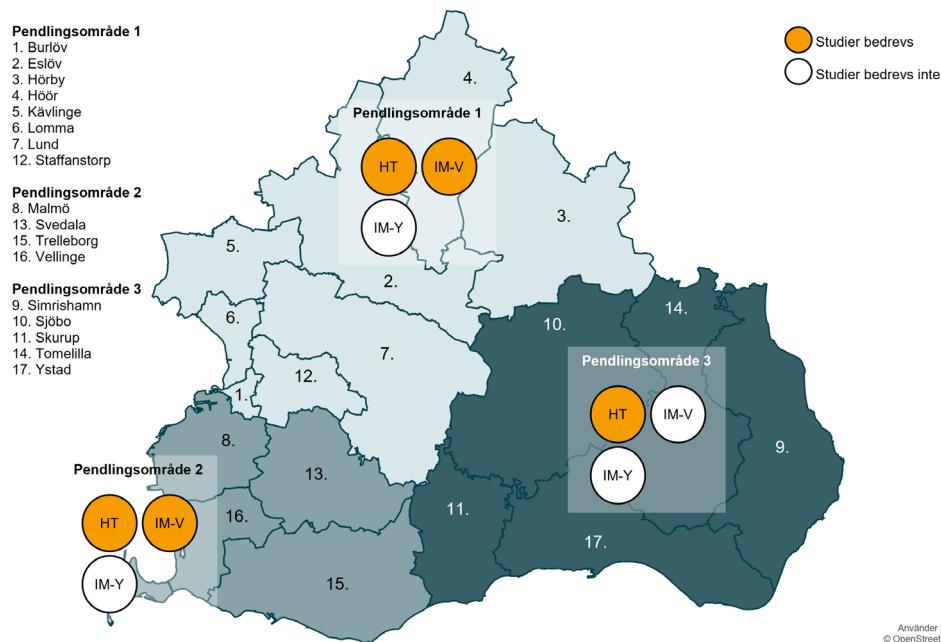 Pendlingsområde 1
1. Burlöv
2. Eslöv
3. Hörby
4. Höör
5. Kävlinge
6. Lomma
7. Lund
12. Staffanstorp
Pendlingsområde 2
8. Malmö
13. Svedala
15. Trelleborg
16. Vellinge
Pendlingsområde 3
9. Simrishamn
10. Sjöbo
11. Skurup
14. Tomelilla
17. Ystad
Studier bedrevs
Studier bedrevs inte
4.
Pendlingsområde 1
HT
IM-V
IM-Y
3.
5.
2.
6.
14.
10.
7.
12.
1.
Pendlingsområde 3
HT
IM-V
IM-Y
8.
9.
Pendlingsområde 2
13.
HT
IM-V
16.
11.
17.
IM-Y
15.
Använder
© OpenStreet